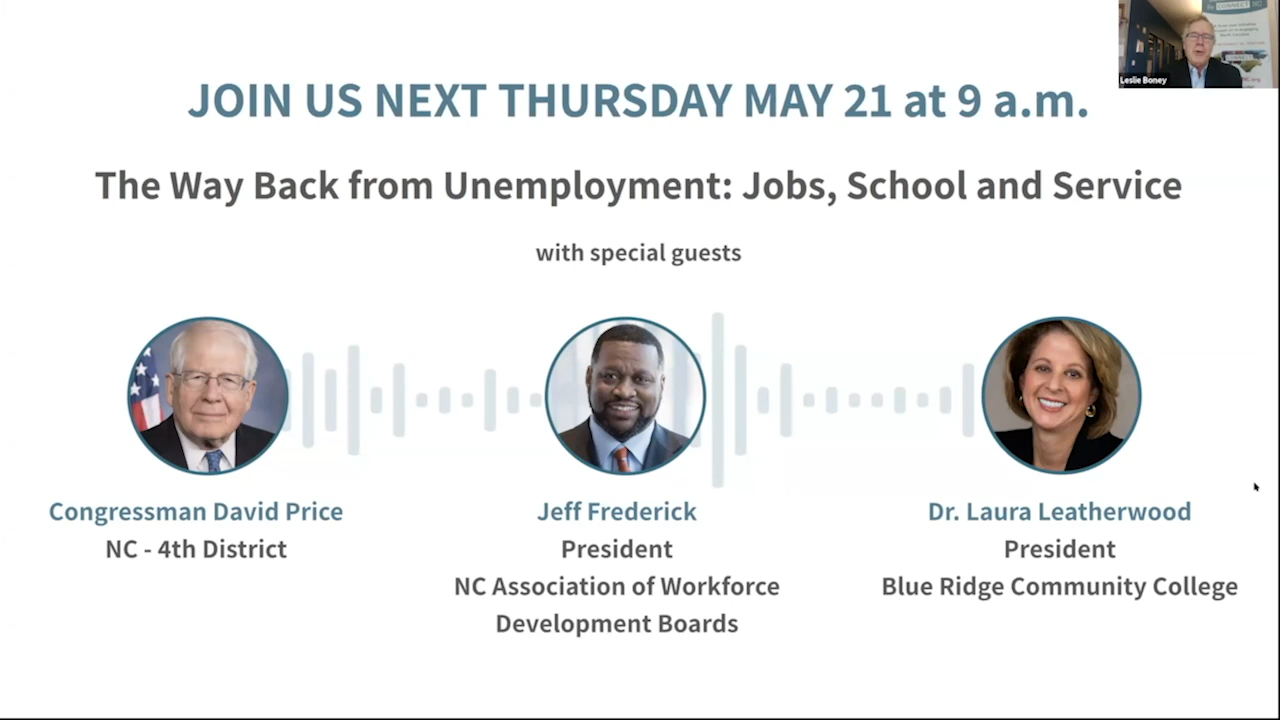 CONNECT NC
Leslie Boney
JOIN US NEXT THURSDAY MAY 21 at 9 a.m.
The Way Back from Unemployment: Jobs, School and Service
with special guests
Congressman David Price
NC - 4th District
Jeff Frederick
President
NC Association of Workforce
Development Boards
Dr. Laura Leatherwood
President
Blue Ridge Community College